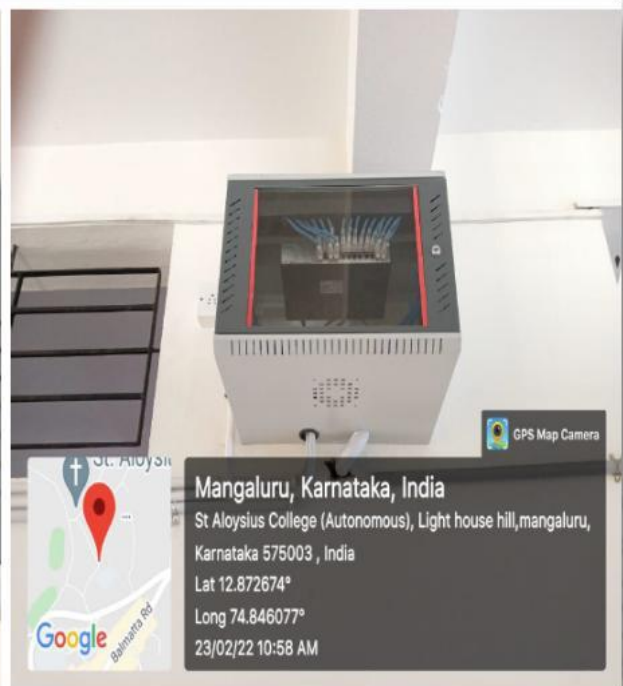 GPS Map Camera
St. Aloysi
Google
Balmatta Rd
Mangaluru, Karnataka, India
St Aloysius College (Autonomous), Light house hill,mangaluru,
Karnataka 575003 , India
Lat 12.872674°
Long 74.846077°
23/02/22 10:58 AM